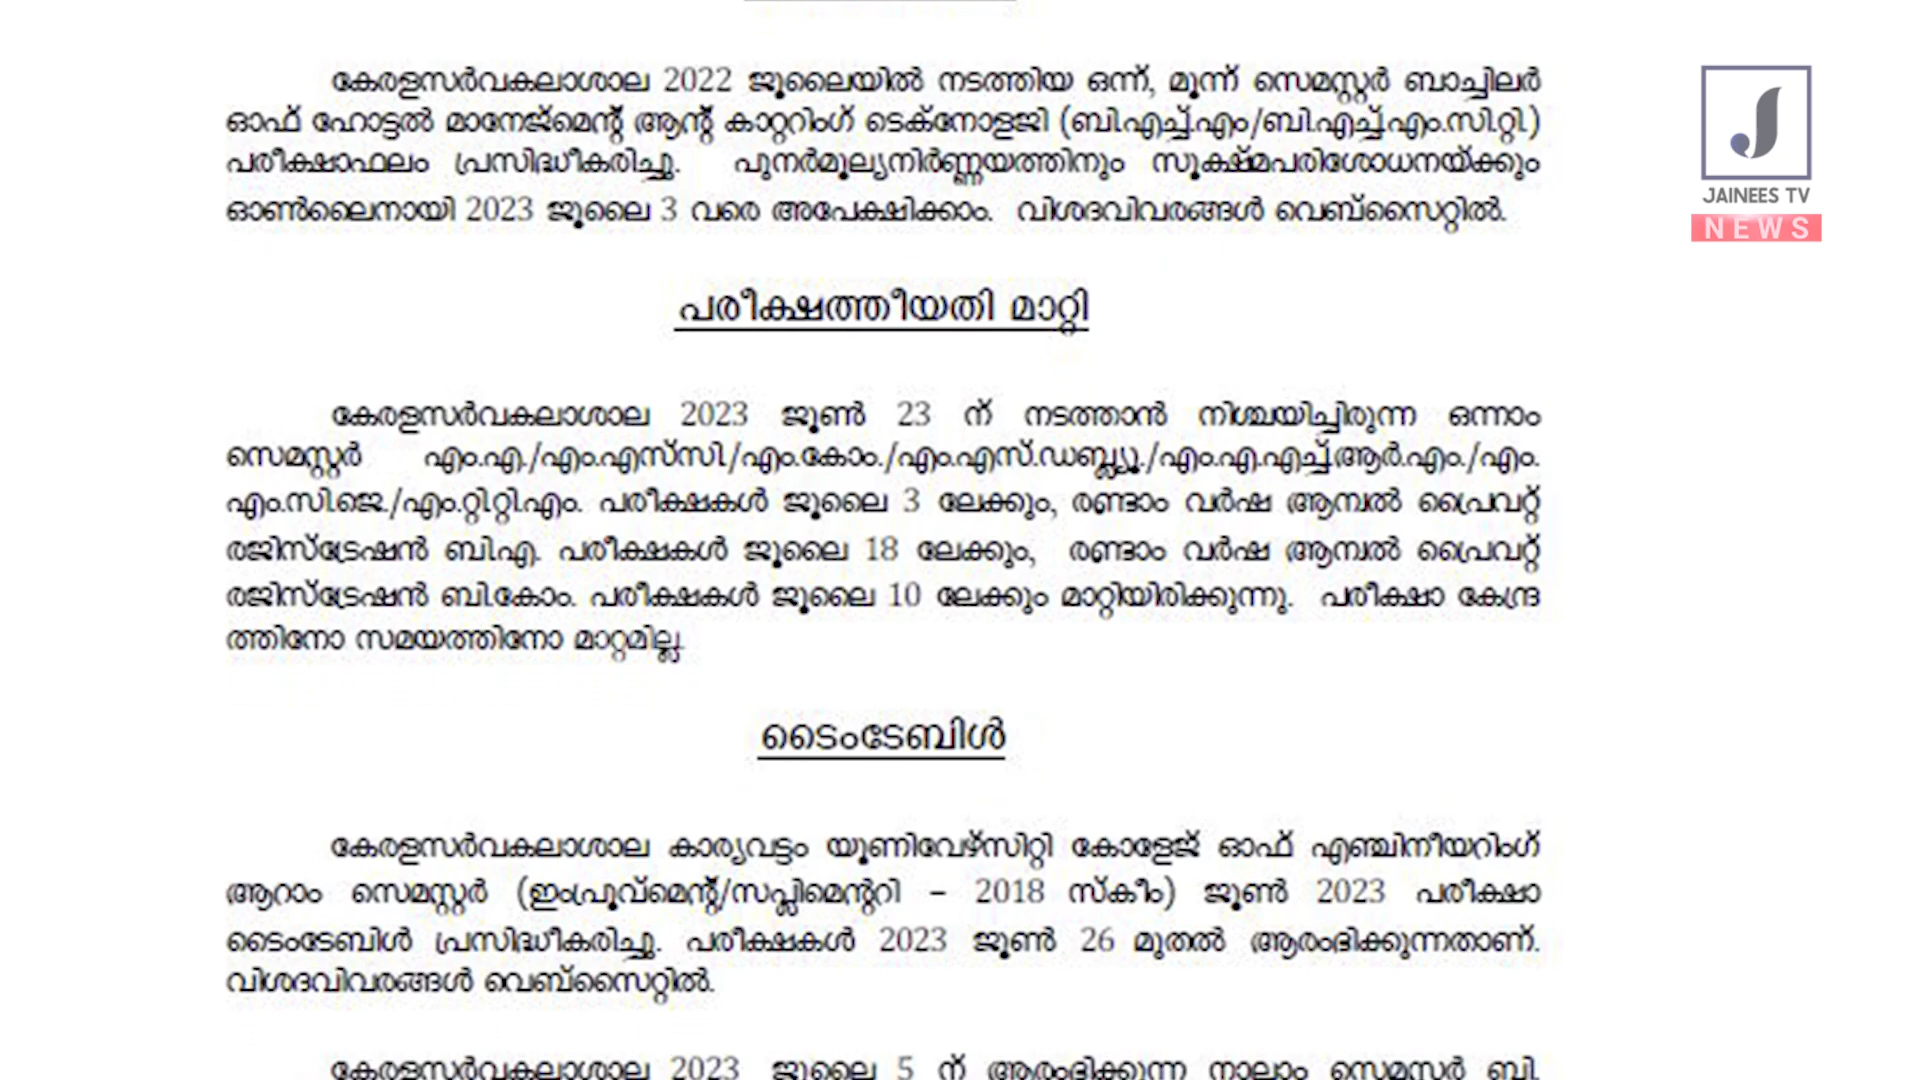 കേരളസർവകലാശാല 2022 ജൂലൈയിൽ നടത്തിയ ഒന്ന്, മൂന്ന് സെമസ്റ്റർ ബാച്ചിലർ
ഓഫ് ഹോട്ടൽ മാനേജ്മെന്റ് ആന്റ് കാറ്ററിംഗ് ടെക്നോളജി (ബി.എച്ച്.എം/ബി.എച്ച്.എം.സി.റ്റി.)
പരീക്ഷാഫലം പ്രസിദ്ധീകരിച്ചു. പുനർമൂല്യനിർണ്ണയത്തിനും സൂക്ഷ്മപരിശോധനയ്ക്കും
ഓൺലൈനായി 2023 ജൂലൈ 3 വരെ അപേക്ഷിക്കാം. വിശദവിവരങ്ങൾ വെബ്സൈറ്റിൽ.
പരീക്ഷത്തീയതി മാറ്റി
കേരളസർവകലാശാല 2023 ജൂൺ 23 ന് നടത്താൻ നിശ്ചയിച്ചിരുന്ന ഒന്നാം
സെമസ്റ്റർ എം.എ./എം.എസ്സി./എം.കോം./എം.എസ്.ഡബ്ല്യൂ./എം.എ.എച്ച്.ആർ.എം./എം.
എം.സി.ജെ./എം.റ്റി.റ്റി.എം. പരീക്ഷകൾ ജൂലൈ 3 ലേക്കും, രണ്ടാം വർഷ ആന്വൽ പ്രൈവറ്റ്
രജിസ്ട്രേഷൻ ബി.എ. പരീക്ഷകൾ ജൂലൈ 18 ലേക്കും, രണ്ടാം വർഷ ആന്വൽ പ്രൈവറ്റ്
രജിസ്ട്രേഷൻ ബി.കോം. പരീക്ഷകൾ ജൂലൈ 10 ലേക്കും മാറ്റിയിരിക്കുന്നു. പരീക്ഷാ കേന്ദ്ര
ത്തിനോ സമയത്തിനോ മാറ്റമില്ല.
ടൈംടേബിൾ
കേരളസർവകലാശാല കാര്യവട്ടം യൂണിവേഴ്സിറ്റി കോളേജ് ഓഫ് എഞ്ചിനീയറിംഗ്
ആറാം സെമസ്റ്റർ (ഇംപ്രൂവ്മെന്റ്/സപ്ലിമെന്ററി – 2018 സ്കീം) ജൂൺ 2023 പരീക്ഷാ
ടൈംടേബിൾ പ്രസിദ്ധീകരിച്ചു. പരീക്ഷകൾ 2023 ജൂൺ 26 മുതൽ ആരംഭിക്കുന്നതാണ്.
വിശദവിവരങ്ങൾ വെബ്സൈറ്റിൽ.
കേരളസർവകലാശാല 2023 ജൂലൈ 5 ന് ആരംഭിക്കുന്ന നാലാം സെമസ്റ്റർ ബി.
J
JAINEES TV
NEWS